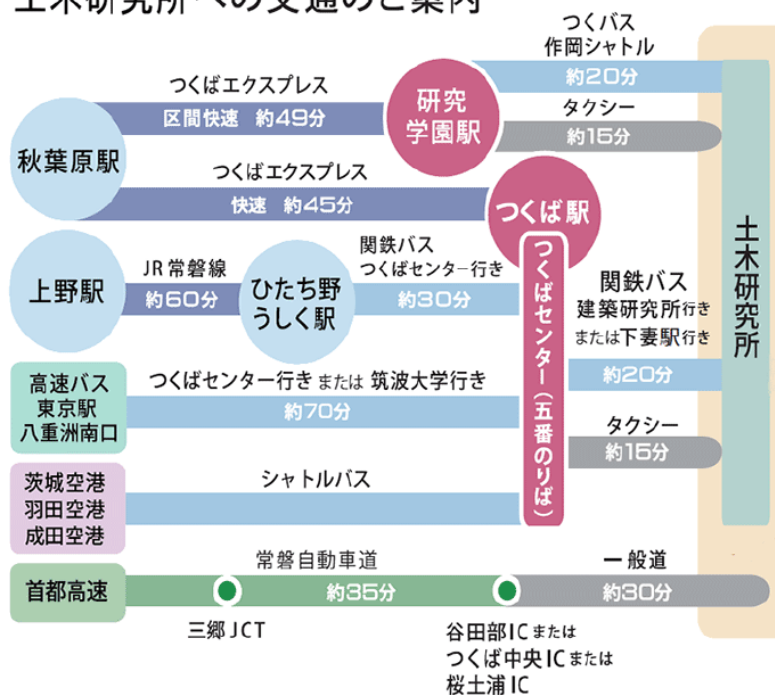 土木研究所への交通のご案内
つくバス
作岡シャトル
約20分
つくばエクスプレス
区間快速 約49分
研究
学園駅
タクシー
約15分
秋葉原駅
つくばエクスプレス
快速 約45分
つくば駅
上野駅
JR常磐線
約60分
ひたち野
うしく駅
関鉄バス
つくばセンター行き
約30分
つくばセンター(五番のりば)
関鉄バス
建築研究所行き
または下妻駅行き
約20分
土木研究所
高速バス
東京駅
八重洲南口
つくばセンター行き または 筑波大学行き
約70分
タクシー
約15分
茨城空港
羽田空港
成田空港
シャトルバス
首都高速
常磐自動車道
約35分
一般道
約30分
三郷JCT
谷田部ICまたは
つくば中央ICまたは
桜土浦IC